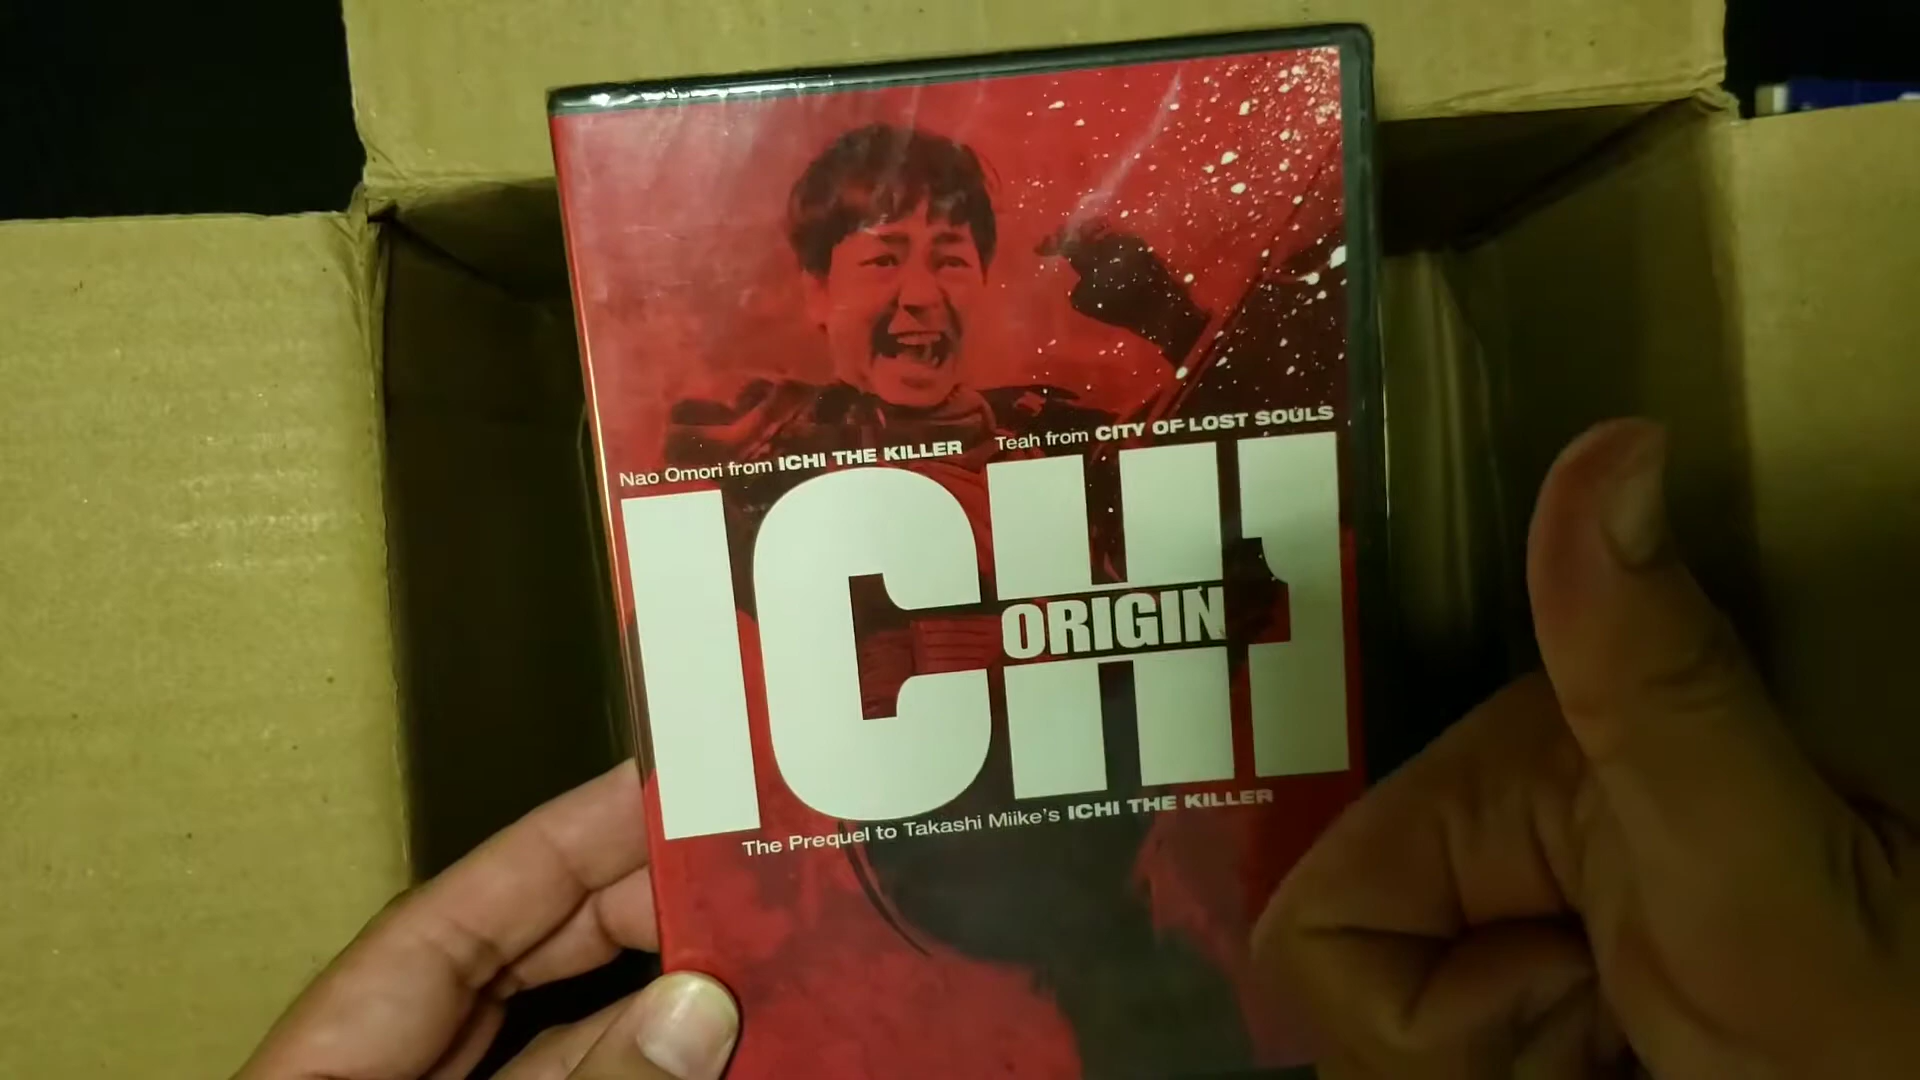 Nao Omori from ICHI THE KILLER
Teah from CITY OF LOST SOULS
ICHI
ORIGIN
1
The Prequel to Takashi Miike's ICHI THE KILLER